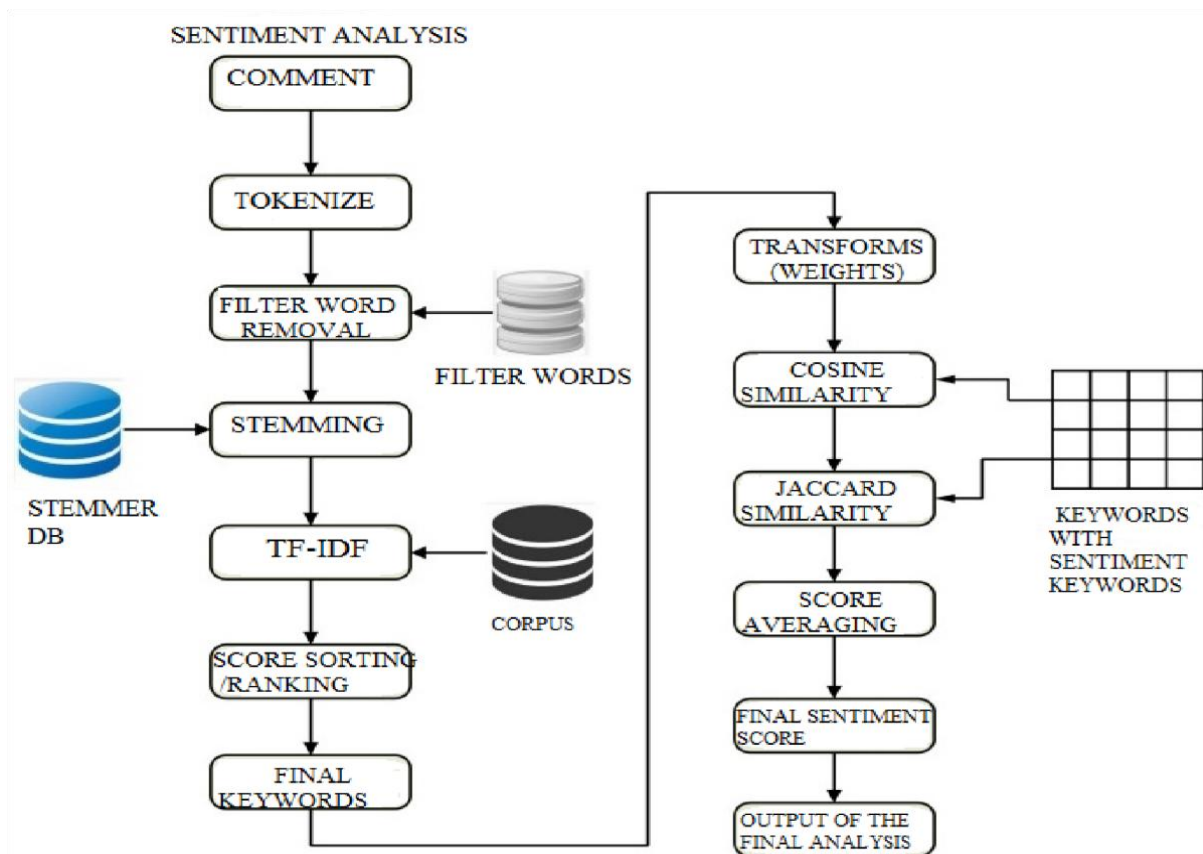 SENTIMENT ANALYSIS
COMMENT
TOKENIZE
FILTER WORD
REMOVAL
FILTER WORDS
STEMMING
STEMMER
DB
TF-IDF
CORPUS
SCORE SORTING
/RANKING
FINAL
KEYWORDS
TRANSFORMS
(WEIGHTS)
COSINE
SIMILARITY
JACCARD
SIMILARITY
KEYWORDS
WITH
SENTIMENT
KEYWORDS
SCORE
AVERAGING
FINAL SENTIMENT
SCORE
OUTPUT OF THE
FINAL ANALYSIS